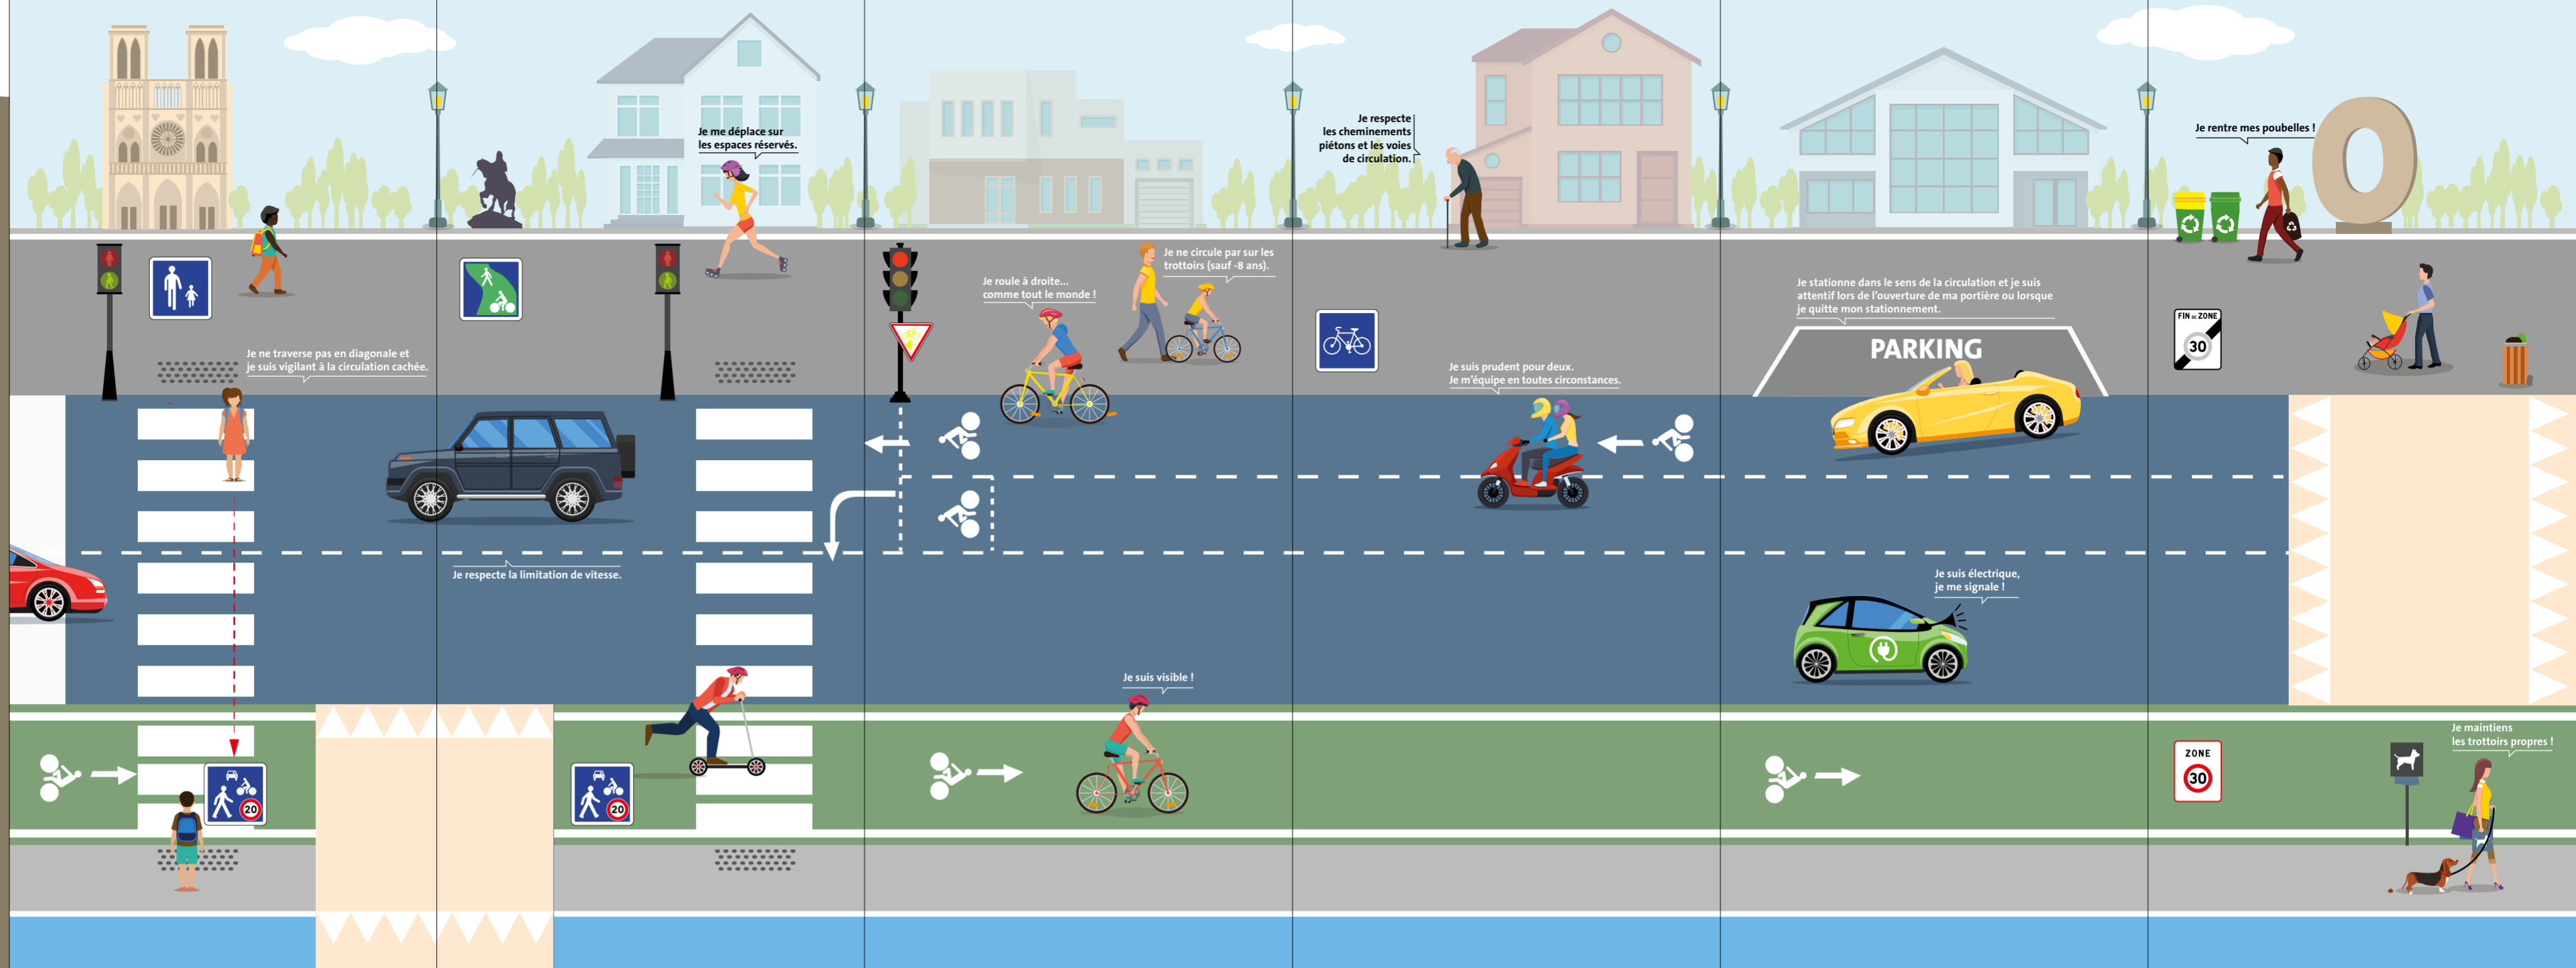 Je me déplace sur
les espaces réservés.
Je respecte
les cheminements
piétons et les voies
de circulation.
Je rentre mes poubelles !
Je ne traverse pas en diagonale et
je suis vigilant à la circulation cachée.
Je roule à droite...
comme tout le monde !
Je ne circule par sur les
trottoirs (sauf -8 ans).
Je suis prudent pour deux.
Je m'équipe en toutes circonstances.
Je stationne dans le sens de la circulation et je suis
attentif lors de l'ouverture de ma portière ou lorsque
je quitte mon stationnement.
PARKING
FIN DE ZONE
30
Je respecte la limitation de vitesse.
Je suis électrique,
je me signale !
Je suis visible !
20
20
ZONE
30
Je maintiens
les trottoirs propres !